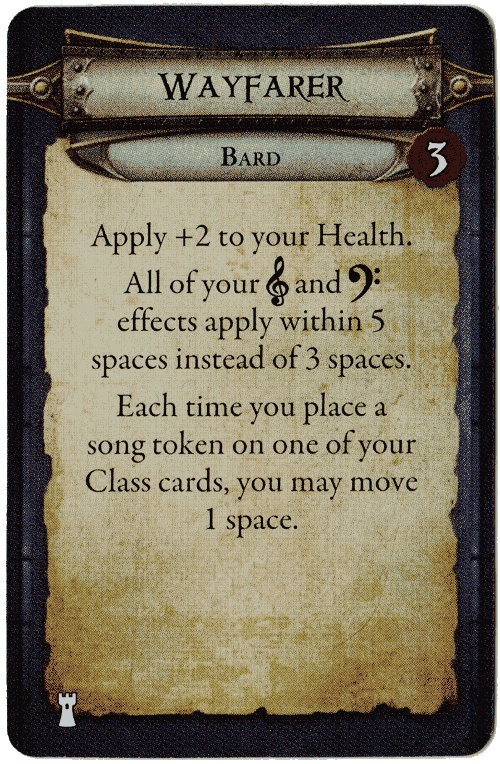 Wayfarer
Bard
3
Apply +2 to your Health.
All of your 𝄞 and 𝄢
effects apply within 5
spaces instead of 3 spaces.
Each time you place a
song token on one of your
Class cards, you may move
1 space.